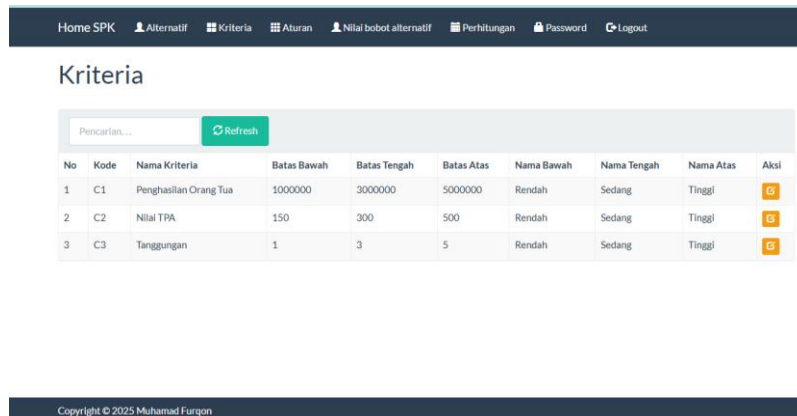 Home SPK Alternatif Kriteria Aturan Nilai bobot alternatif Perhitungan Password Logout
Kriteria
Pencarian... Refresh
No Kode Nama Kriteria Batas Bawah Batas Tengah Batas Atas Nama Bawah Nama Tengah Nama Atas Aksi
1 C1 Penghasilan Orang Tua 1000000 3000000 5000000 Rendah Sedang Tinggi
2 C2 Nilai TPA 150 300 500 Rendah Sedang Tinggi
3 C3 Tanggungan 1 3 5 Rendah Sedang Tinggi
Copyright © 2025 Muhamad Furqon